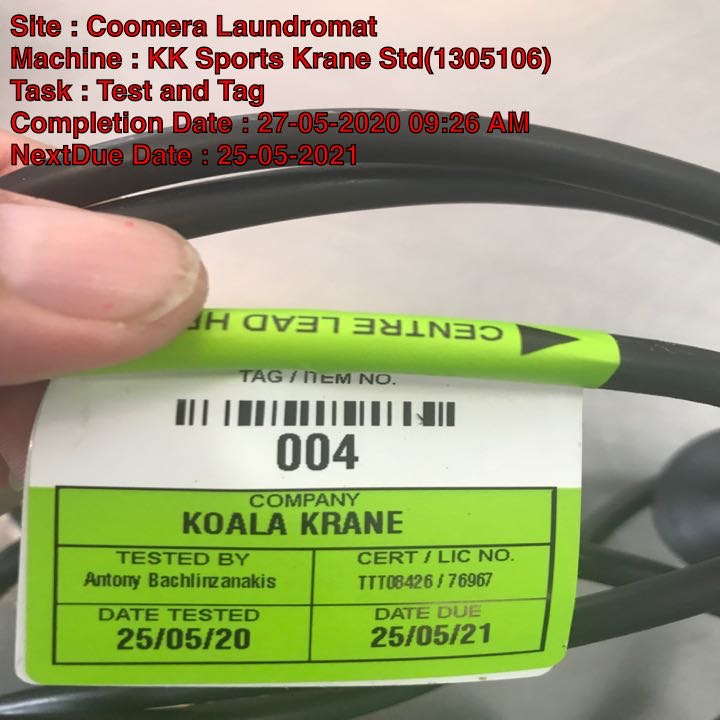 Site : Coomera Laundromat
Machine : KK Sports Krane Std(1305106)
Task : Test and Tag
Completion Date : 27-05-2020 09:26 AM
NextDue Date : 25-05-2021
CENTRE LEAD
TAG / ITEM NO.
004
COMPANY
KOALA KRANE
TESTED BY CERT / LIC NO.
Antony Bachlinzanakis TTT08426 / 76967
DATE TESTED DATE DUE
25/05/20 25/05/21